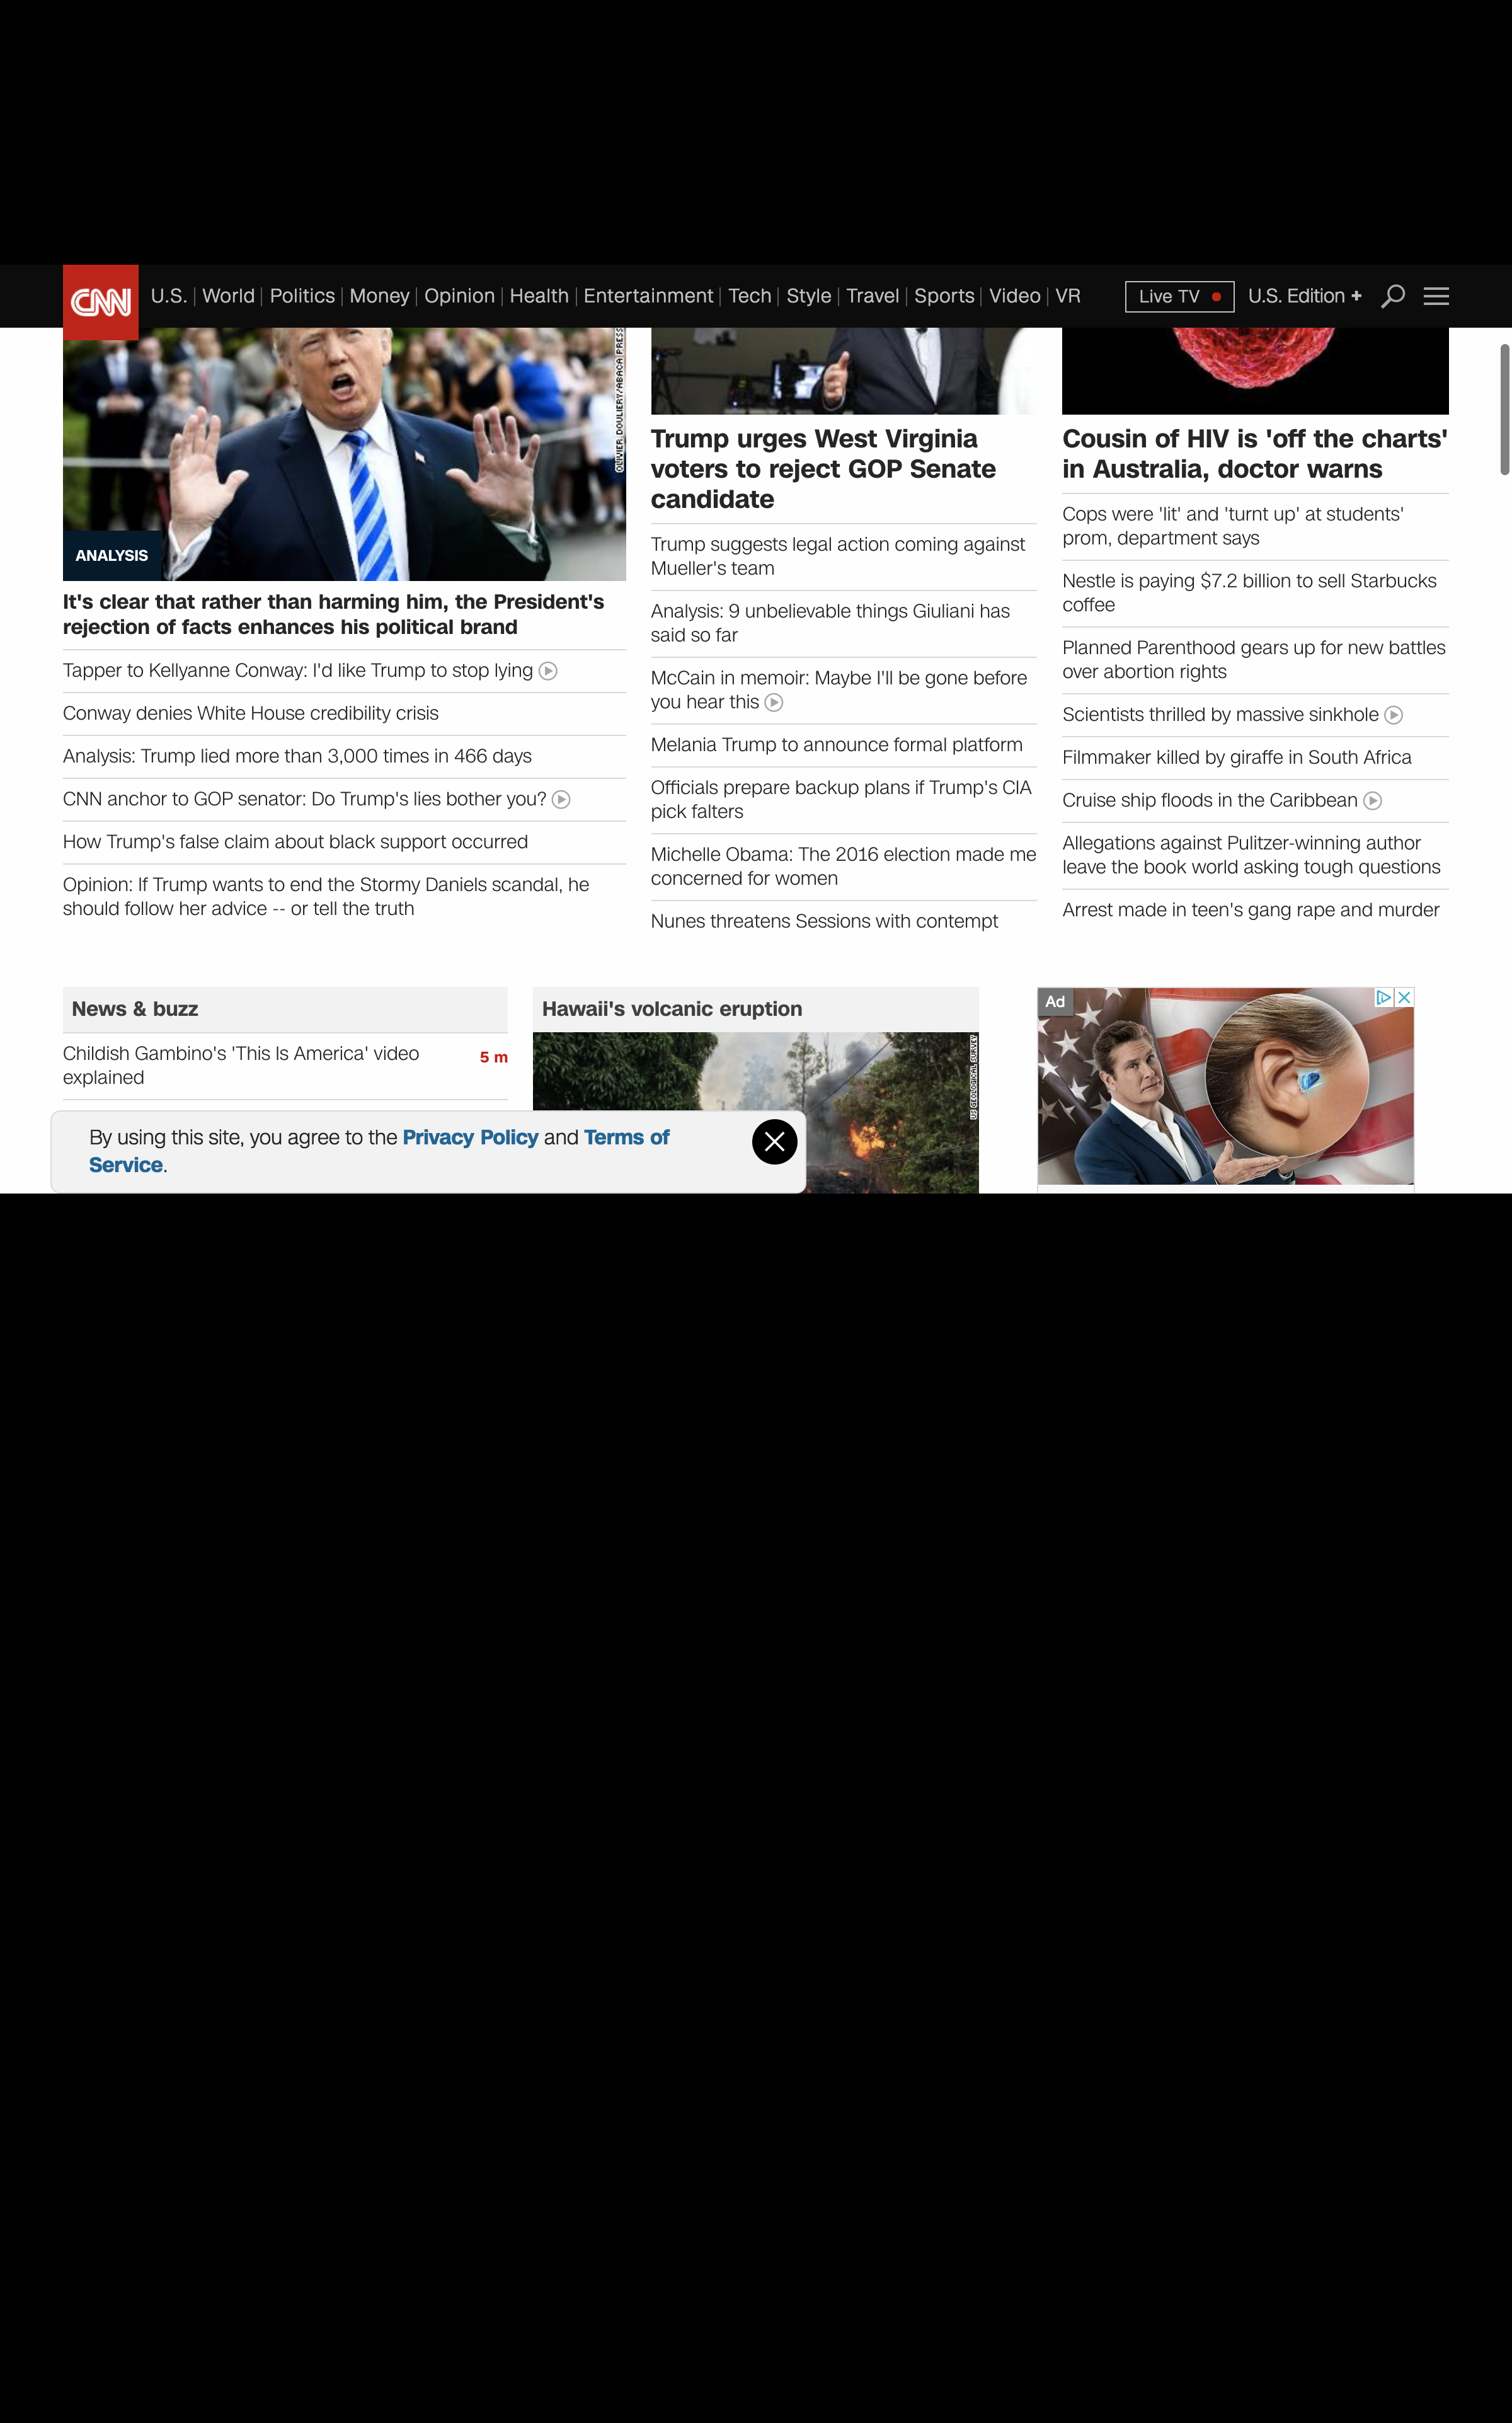 CNN
U.S. | World | Politics | Money | Opinion | Health | Entertainment | Tech | Style | Travel | Sports | Video | VR
Live TV
U.S. Edition +
OLIVIER DOULIERY/ABACA PRESS
ANALYSIS
It's clear that rather than harming him, the President's
rejection of facts enhances his political brand
Tapper to Kellyanne Conway: I'd like Trump to stop lying
Conway denies White House credibility crisis
Analysis: Trump lied more than 3,000 times in 466 days
CNN anchor to GOP senator: Do Trump's lies bother you?
How Trump's false claim about black support occurred
Opinion: If Trump wants to end the Stormy Daniels scandal, he
should follow her advice -- or tell the truth
Trump urges West Virginia
voters to reject GOP Senate
candidate
Trump suggests legal action coming against
Mueller's team
Analysis: 9 unbelievable things Giuliani has
said so far
McCain in memoir: Maybe I'll be gone before
you hear this
Melania Trump to announce formal platform
Officials prepare backup plans if Trump's CIA
pick falters
Michelle Obama: The 2016 election made me
concerned for women
Nunes threatens Sessions with contempt
Cousin of HIV is 'off the charts'
in Australia, doctor warns
Cops were 'lit' and 'turnt up' at students'
prom, department says
Nestle is paying $7.2 billion to sell Starbucks
coffee
Planned Parenthood gears up for new battles
over abortion rights
Scientists thrilled by massive sinkhole
Filmmaker killed by giraffe in South Africa
Cruise ship floods in the Caribbean
Allegations against Pulitzer-winning author
leave the book world asking tough questions
Arrest made in teen's gang rape and murder
News & buzz
Childish Gambino's 'This Is America' video
explained
5 m
Hawaii's volcanic eruption
US GEOLOGICAL SURVEY
Ad
By using this site, you agree to the Privacy Policy and Terms of
Service.